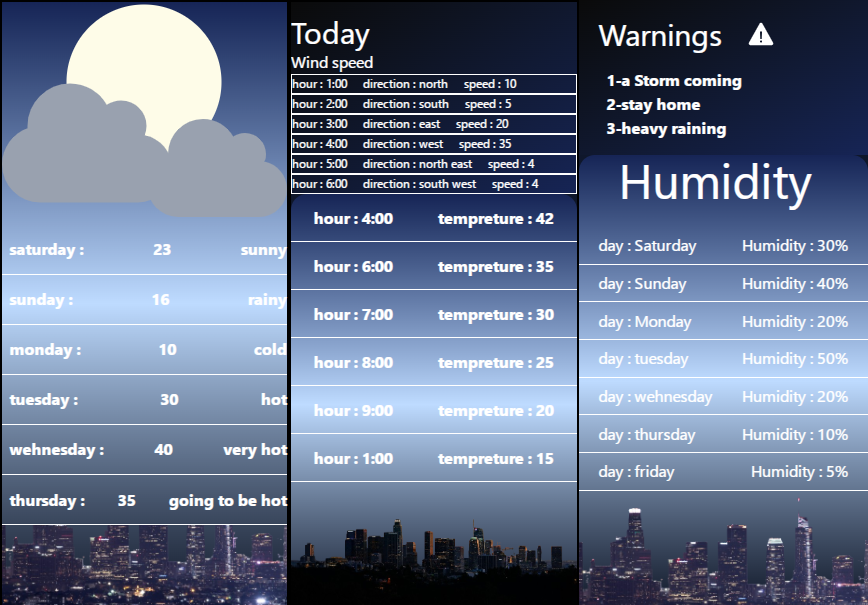 saturday : 23 sunny
sunday : 16 rainy
monday : 10 cold
tuesday : 30 hot
wehnesday : 40 very hot
thursday : 35 going to be hot
Today
Wind speed
hour : 1:00 direction : north speed : 10
hour : 2:00 direction : south speed : 5
hour : 3:00 direction : east speed : 20
hour : 4:00 direction : west speed : 35
hour : 5:00 direction : north east speed : 4
hour : 6:00 direction : south west speed : 4
hour : 4:00 tempreture : 42
hour : 6:00 tempreture : 35
hour : 7:00 tempreture : 30
hour : 8:00 tempreture : 25
hour : 9:00 tempreture : 20
hour : 1:00 tempreture : 15
Warnings
1-a Storm coming
2-stay home
3-heavy raining
Humidity
day : Saturday Humidity : 30%
day : Sunday Humidity : 40%
day : Monday Humidity : 20%
day : tuesday Humidity : 50%
day : wehnesday Humidity : 20%
day : thursday Humidity : 10%
day : friday Humidity : 5%